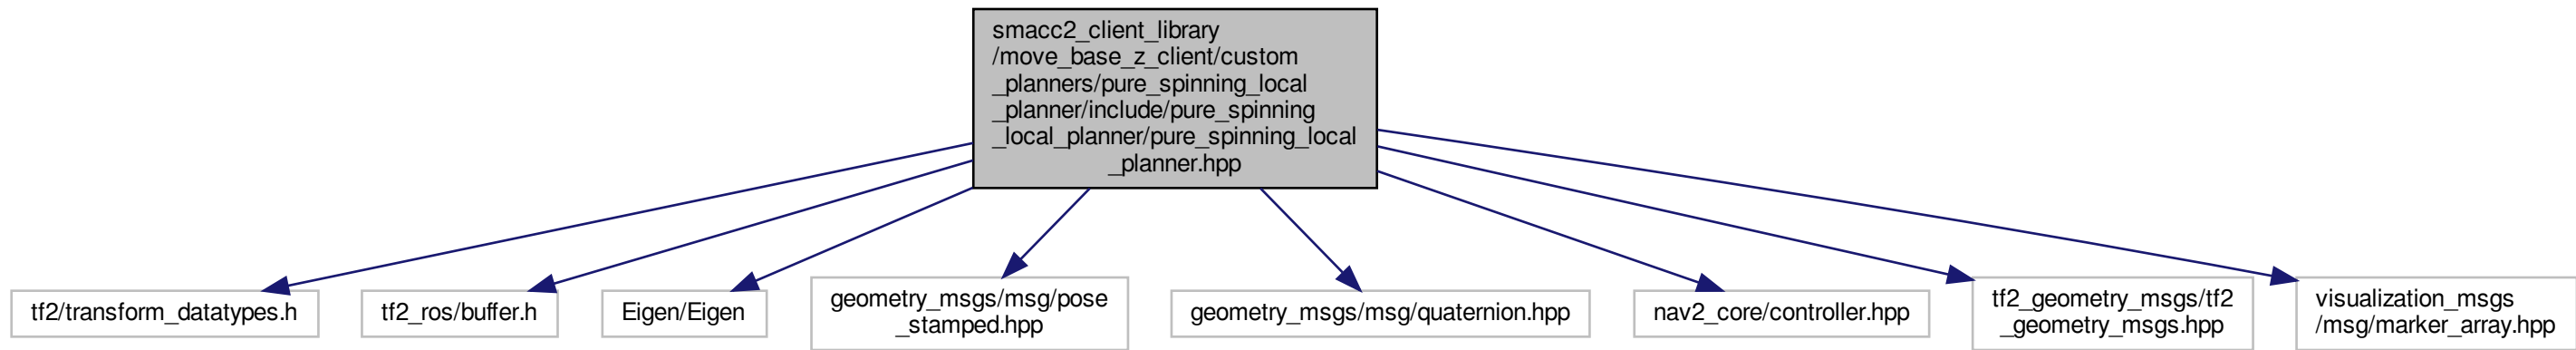 smacc2_client_library
/move_base_z_client/custom
_planners/pure_spinning_local
_planner/include/pure_spinning
_local_planner/pure_spinning_local
_planner.hpp
tf2/transform_datatypes.h
tf2_ros/buffer.h
Eigen/Eigen
geometry_msgs/msg/pose
_stamped.hpp
geometry_msgs/msg/quaternion.hpp
nav2_core/controller.hpp
tf2_geometry_msgs/tf2
_geometry_msgs.hpp
visualization_msgs
/msg/marker_array.hpp